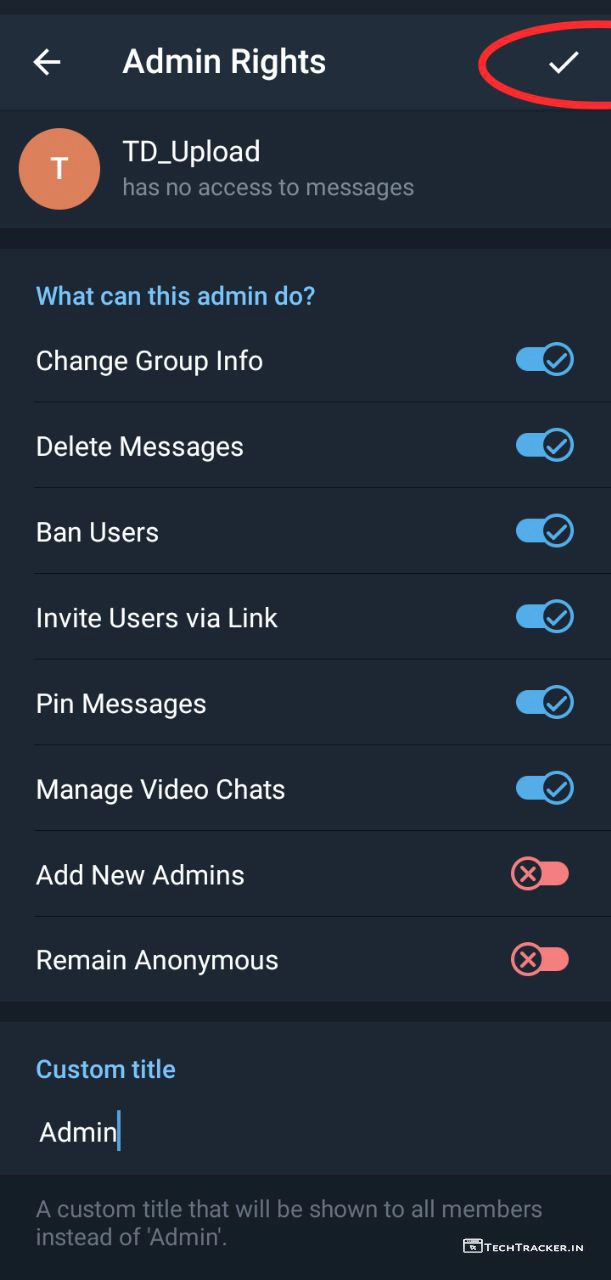 Admin Rights
T
TD_Upload
has no access to messages
What can this admin do?
Change Group Info
Delete Messages
Ban Users
Invite Users via Link
Pin Messages
Manage Video Chats
Add New Admins
Remain Anonymous
Custom title
Admin
A custom title that will be shown to all members
instead of 'Admin'.
TECHTRACKER.IN